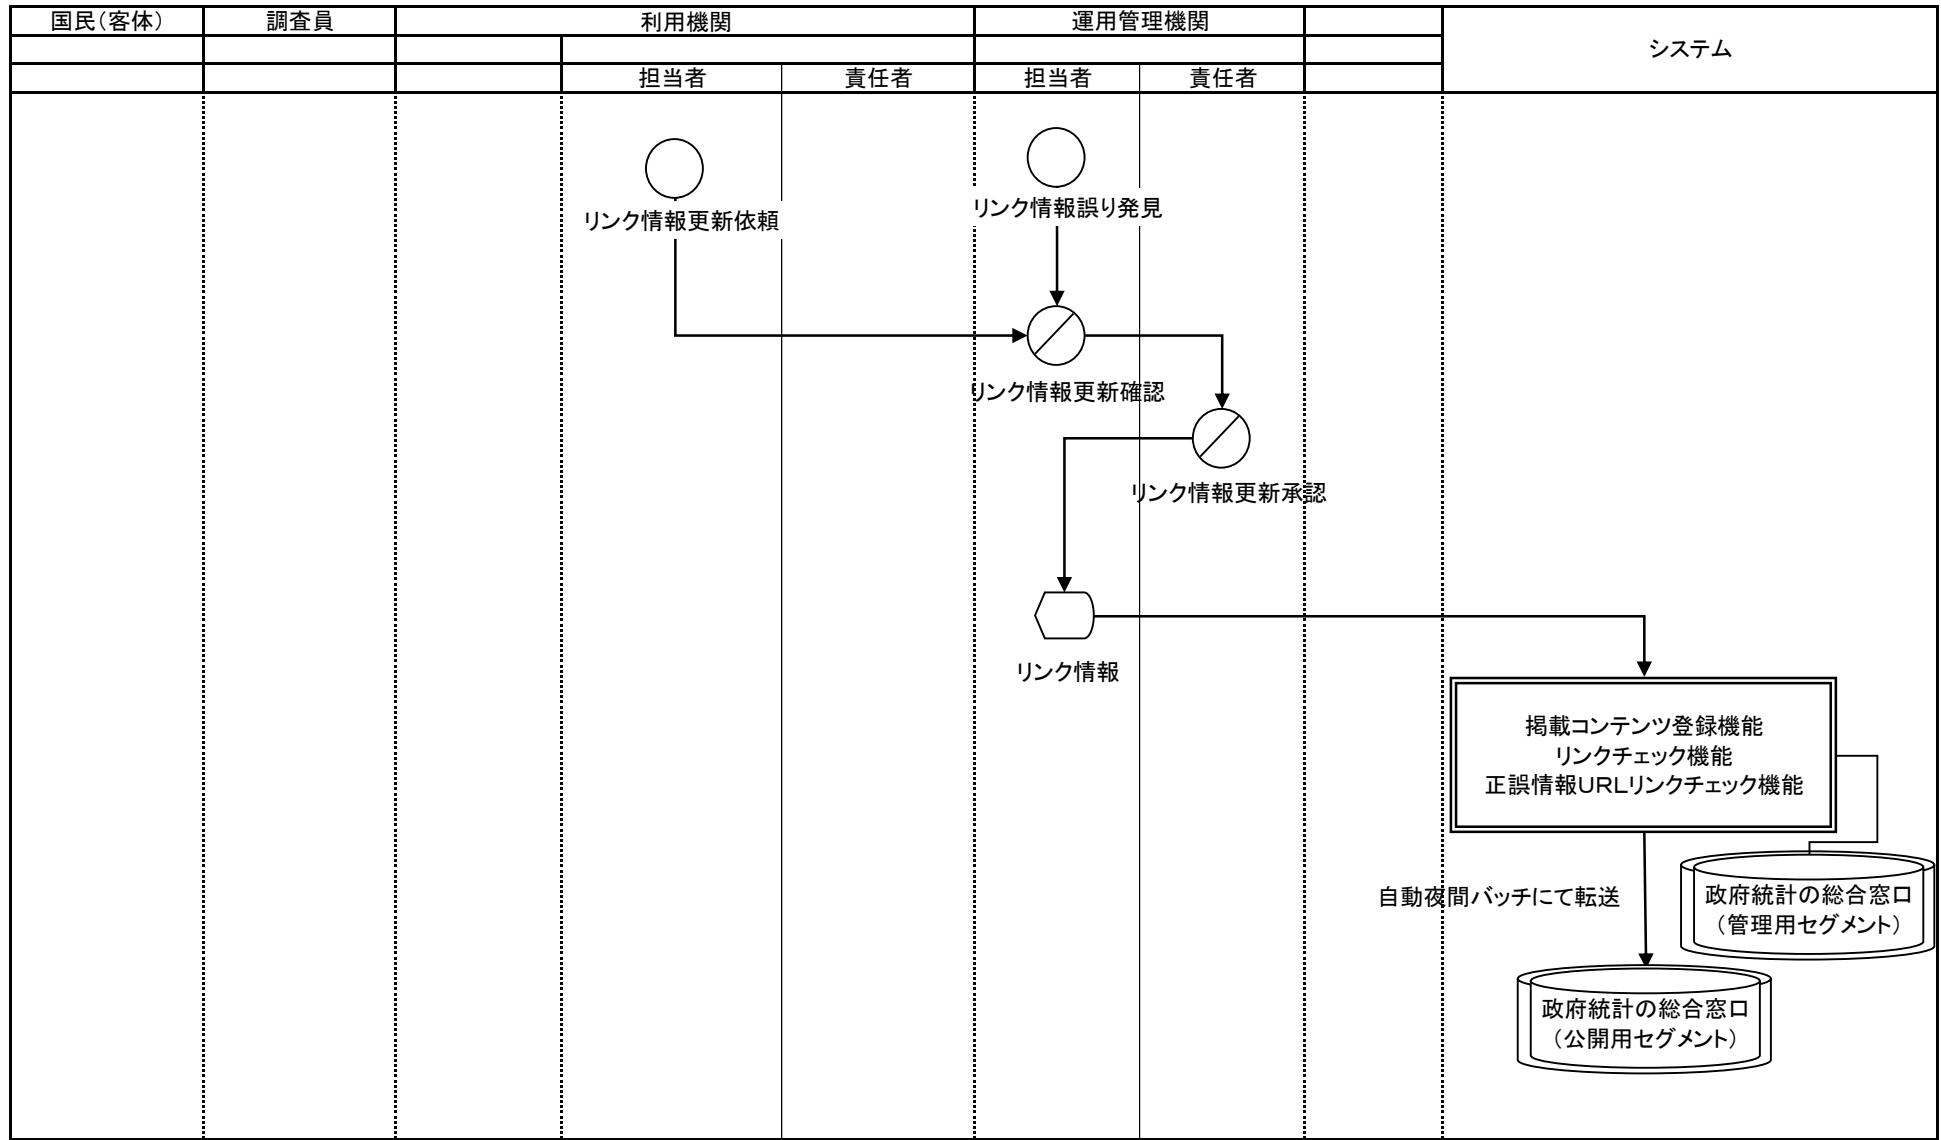 国民（客体）
調査員
利用機関
運用管理機関
システム
担当者
責任者
担当者
責任者
リンク情報更新依頼
リンク情報誤り発見
リンク情報更新確認
リンク情報更新承認
リンク情報
掲載コンテンツ登録機能
リンクチェック機能
正誤情報ＵＲＬリンクチェック機能
自動夜間バッチにて転送
政府統計の総合窓口
（管理用セグメント）
政府統計の総合窓口
（公開用セグメント）